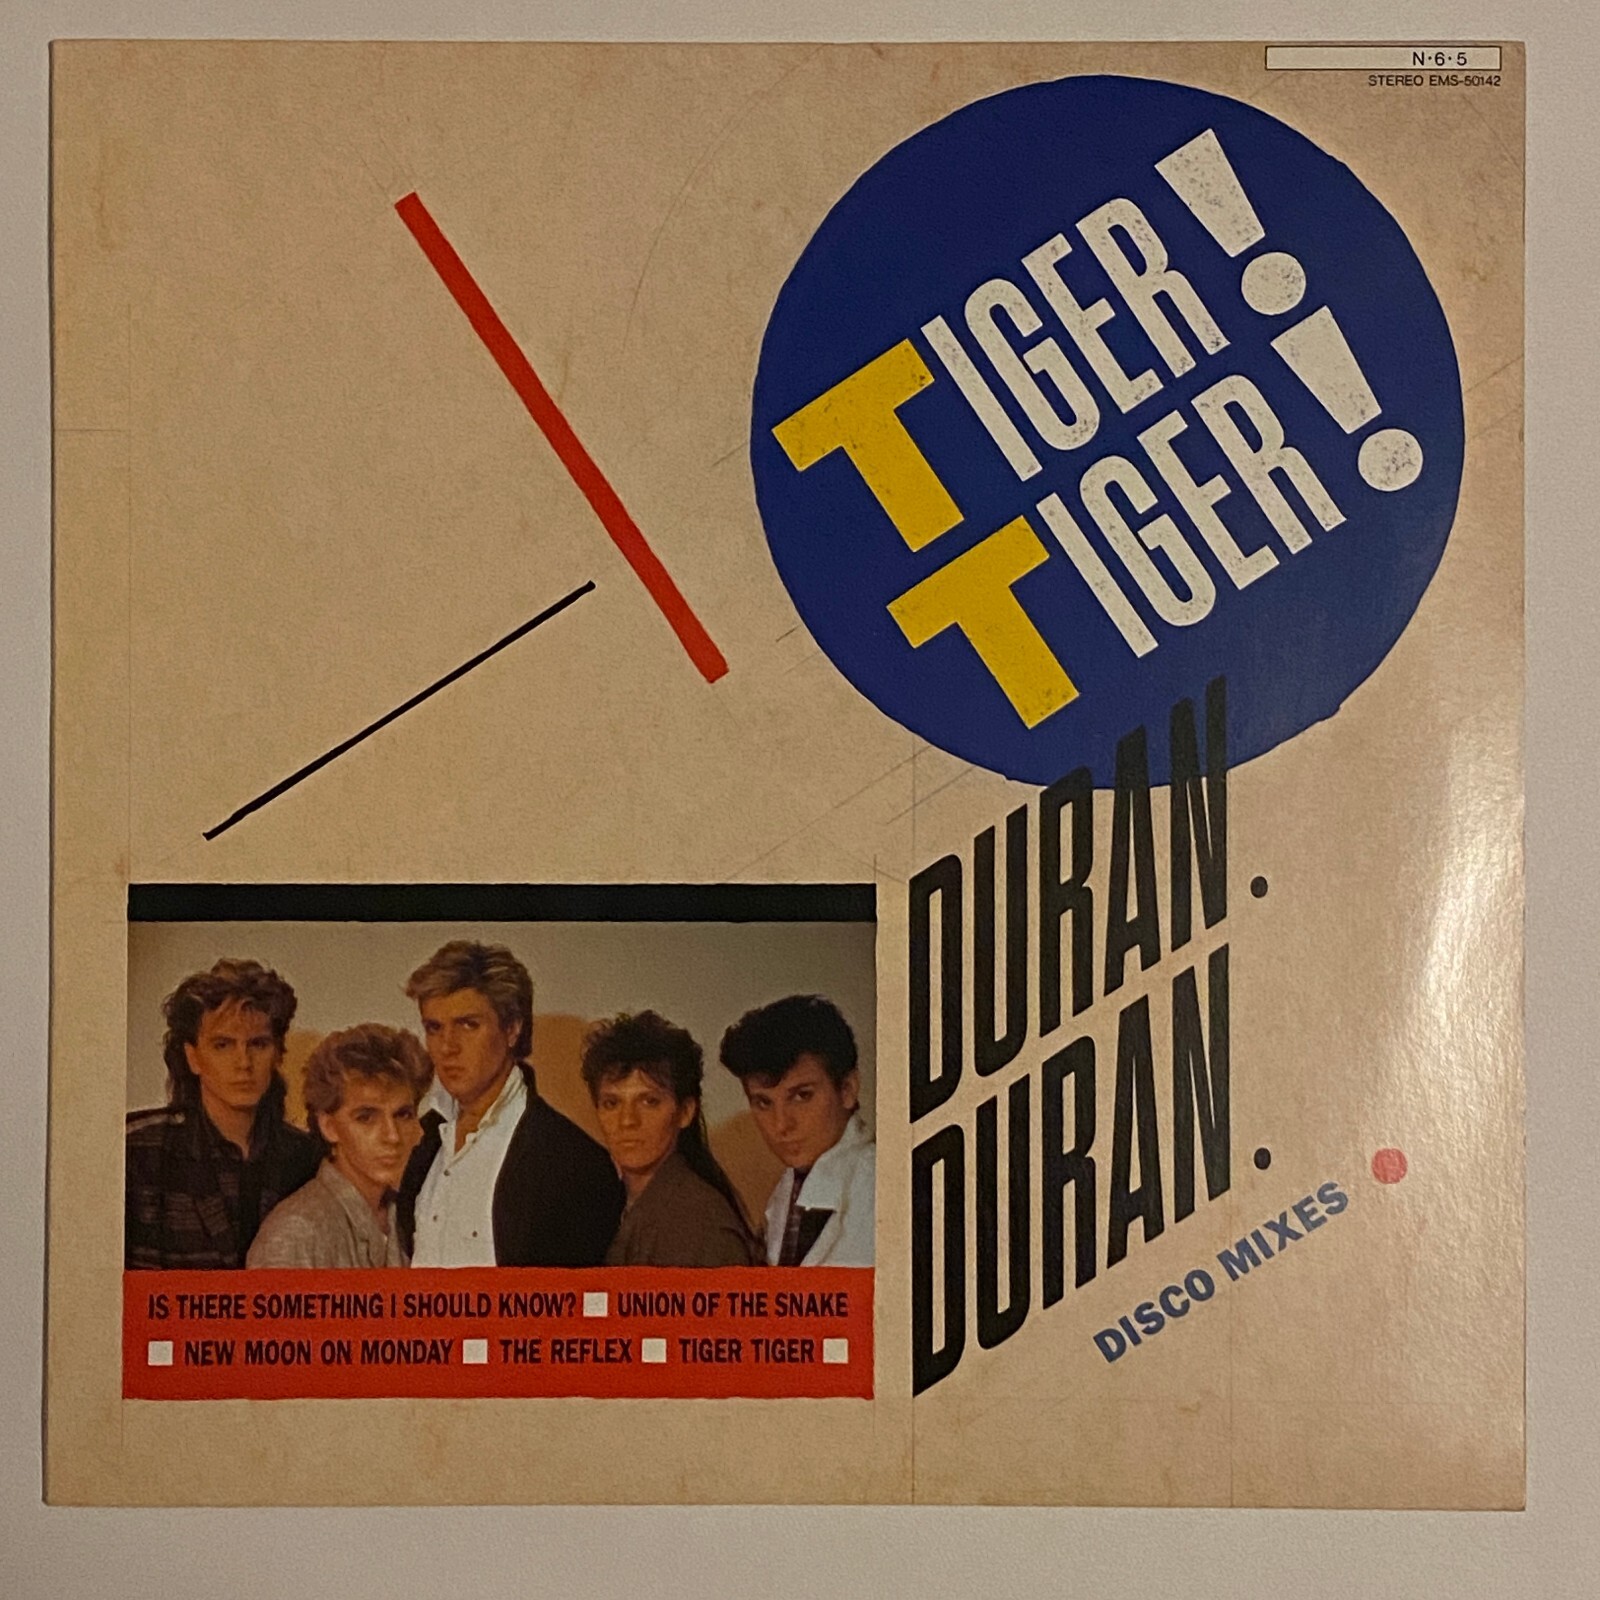 N·6·5
STEREO EMS-50142
TIGER!
TIGER!
DURAN.
DURAN.
DISCO MIXES
IS THERE SOMETHING I SHOULD KNOW? UNION OF THE SNAKE
NEW MOON ON MONDAY THE REFLEX TIGER TIGER